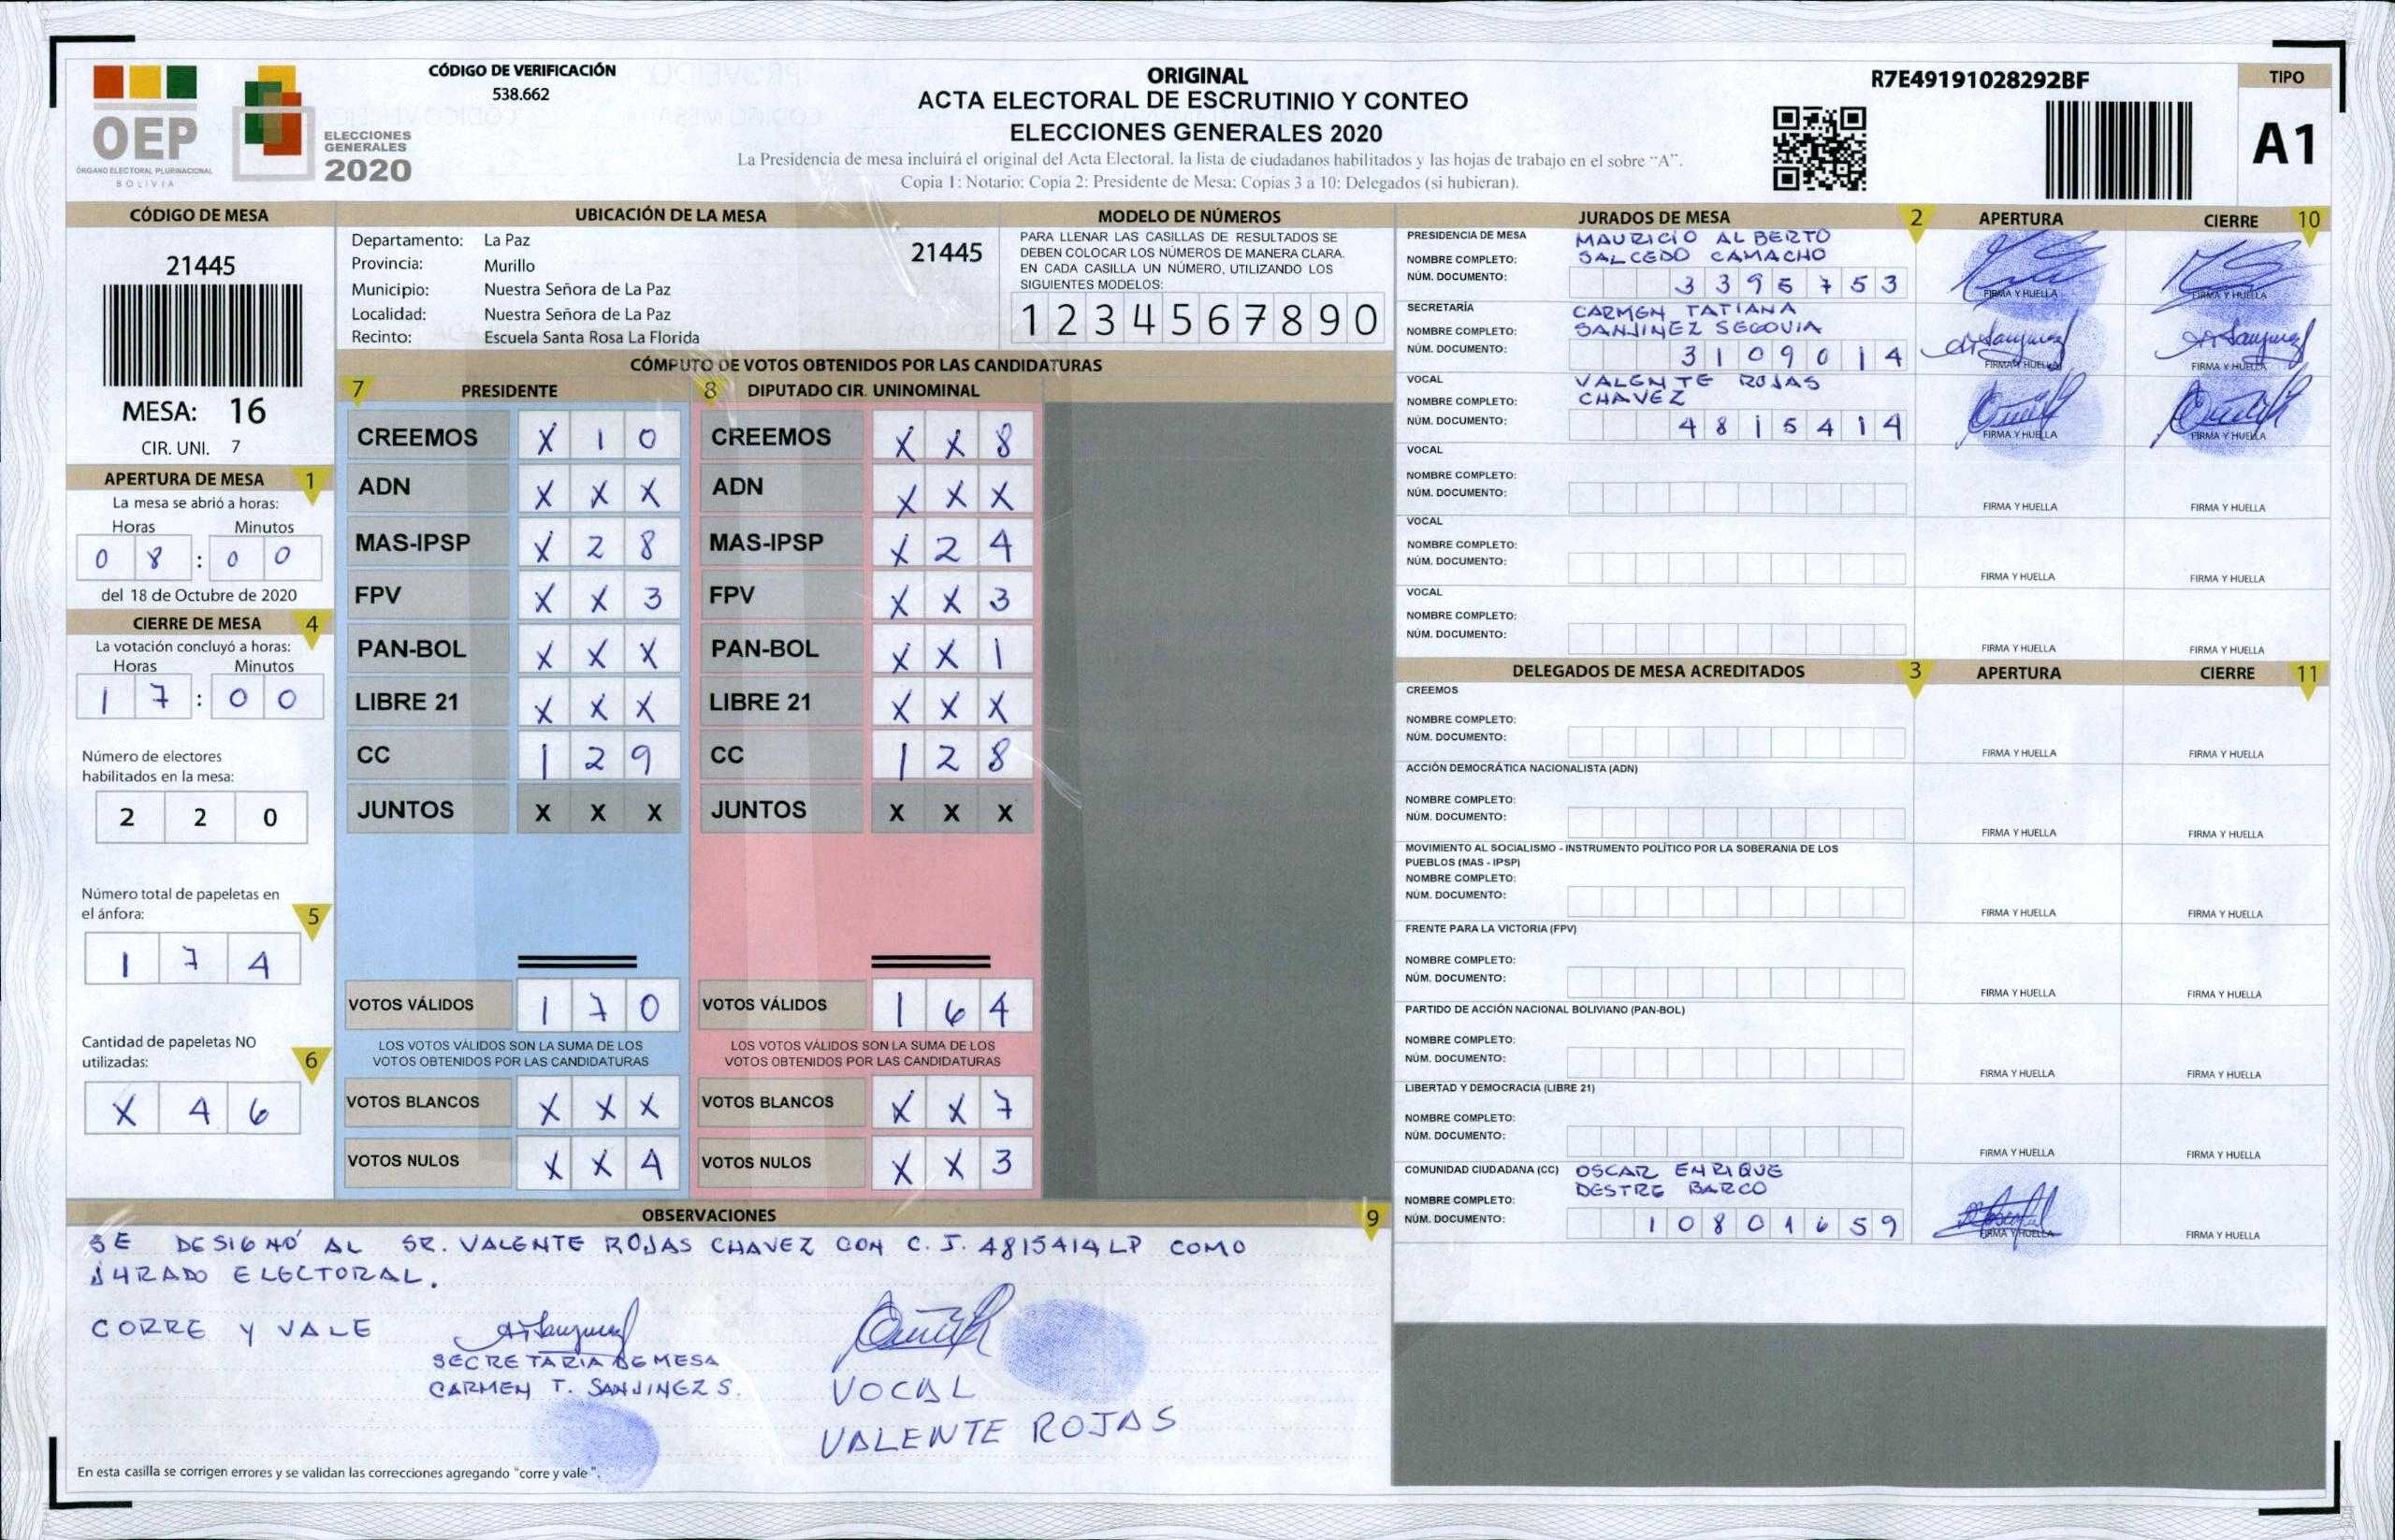 OEP
ÓRGANO ELECTORAL PLURINACIONAL
BOLIVIA
ELECCIONES
GENERALES
2020
CÓDIGO DE VERIFICACIÓN
538.662
ORIGINAL
ACTA ELECTORAL DE ESCRUTINIO Y CONTEO
ELECCIONES GENERALES 2020
La Presidencia de mesa incluirá el original del Acta Electoral, la lista de ciudadanos habilitados y las hojas de trabajo en el sobre "A".
Copia 1: Notario; Copia 2: Presidente de Mesa; Copias 3 a 10: Delegados (si hubieran).
R7E49191028292BF
TIPO
A1
CÓDIGO DE MESA
21445
MESA: 16
CIR. UNI. 7
APERTURA DE MESA 1
La mesa se abrió a horas:
Horas Minutos
0 8 : 0 0
del 18 de Octubre de 2020
CIERRE DE MESA 4
La votación concluyó a horas:
Horas Minutos
1 7 : 0 0
Número de electores
habilitados en la mesa:
2 2 0
Número total de papeletas en
el ánfora: 5
1 7 4
Cantidad de papeletas NO
utilizadas: 6
X 4 6
UBICACIÓN DE LA MESA
Departamento: La Paz
21445
Provincia: Murillo
Municipio: Nuestra Señora de La Paz
Localidad: Nuestra Señora de La Paz
Recinto: Escuela Santa Rosa La Florida
MODELO DE NÚMEROS
PARA LLENAR LAS CASILLAS DE RESULTADOS SE
DEBEN COLOCAR LOS NÚMEROS DE MANERA CLARA.
EN CADA CASILLA UN NÚMERO, UTILIZANDO LOS
SIGUIENTES MODELOS:
1 2 3 4 5 6 7 8 9 0
CÓMPUTO DE VOTOS OBTENIDOS POR LAS CANDIDATURAS
7 PRESIDENTE
CREEMOS X 1 0
ADN X X X
MAS-IPSP X 2 8
FPV X X 3
PAN-BOL X X X
LIBRE 21 X X X
CC 1 2 9
JUNTOS X X X
VOTOS VÁLIDOS 1 7 0
LOS VOTOS VÁLIDOS SON LA SUMA DE LOS
VOTOS OBTENIDOS POR LAS CANDIDATURAS
VOTOS BLANCOS X X X
VOTOS NULOS X X 4
8 DIPUTADO CIR. UNINOMINAL
CREEMOS X X 8
ADN X X X
MAS-IPSP X 2 4
FPV X X 3
PAN-BOL X X 1
LIBRE 21 X X X
CC 1 2 8
JUNTOS X X X
VOTOS VÁLIDOS 1 6 4
LOS VOTOS VÁLIDOS SON LA SUMA DE LOS
VOTOS OBTENIDOS POR LAS CANDIDATURAS
VOTOS BLANCOS X X 7
VOTOS NULOS X X 3
OBSERVACIONES 9
SE DESIGNÓ AL SR. VALENTE ROJAS CHAVEZ CON C.I. 4815414 LP COMO
JURADO ELECTORAL.
CORRE Y VALE
SECRETARIA DE MESA
CARMEN T. SANJINEZ S.
VOCAL
VALENTE ROJAS
En esta casilla se corrigen errores y se validan las correcciones agregando "corre y vale".
JURADOS DE MESA 2 APERTURA CIERRE 10
PRESIDENCIA DE MESA MAURICIO ALBERTO
NOMBRE COMPLETO: SALCEDO CAMACHO
NÚM. DOCUMENTO: 3 3 9 5 7 5 3
FIRMA Y HUELLA FIRMA Y HUELLA
SECRETARÍA CARMEN TATIANA
NOMBRE COMPLETO: SANJINEZ SEGOVIA
NÚM. DOCUMENTO: 3 1 0 9 0 1 4
FIRMA Y HUELLA FIRMA Y HUELLA
VOCAL VALENTE ROJAS
NOMBRE COMPLETO: CHAVEZ
NÚM. DOCUMENTO: 4 8 1 5 4 1 4
FIRMA Y HUELLA FIRMA Y HUELLA
VOCAL
NOMBRE COMPLETO:
NÚM. DOCUMENTO:
FIRMA Y HUELLA FIRMA Y HUELLA
VOCAL
NOMBRE COMPLETO:
NÚM. DOCUMENTO:
FIRMA Y HUELLA FIRMA Y HUELLA
VOCAL
NOMBRE COMPLETO:
NÚM. DOCUMENTO:
FIRMA Y HUELLA FIRMA Y HUELLA
DELEGADOS DE MESA ACREDITADOS 3 APERTURA CIERRE 11
CREEMOS
NOMBRE COMPLETO:
NÚM. DOCUMENTO:
FIRMA Y HUELLA FIRMA Y HUELLA
ACCIÓN DEMOCRÁTICA NACIONALISTA (ADN)
NOMBRE COMPLETO:
NÚM. DOCUMENTO:
FIRMA Y HUELLA FIRMA Y HUELLA
MOVIMIENTO AL SOCIALISMO - INSTRUMENTO POLÍTICO POR LA SOBERANIA DE LOS
PUEBLOS (MAS - IPSP)
NOMBRE COMPLETO:
NÚM. DOCUMENTO:
FIRMA Y HUELLA FIRMA Y HUELLA
FRENTE PARA LA VICTORIA (FPV)
NOMBRE COMPLETO:
NÚM. DOCUMENTO:
FIRMA Y HUELLA FIRMA Y HUELLA
PARTIDO DE ACCIÓN NACIONAL BOLIVIANO (PAN-BOL)
NOMBRE COMPLETO:
NÚM. DOCUMENTO:
FIRMA Y HUELLA FIRMA Y HUELLA
LIBERTAD Y DEMOCRACIA (LIBRE 21)
NOMBRE COMPLETO:
NÚM. DOCUMENTO:
FIRMA Y HUELLA FIRMA Y HUELLA
COMUNIDAD CIUDADANA (CC) OSCAR ENRIQUE
NOMBRE COMPLETO: DESTRE BARCO
NÚM. DOCUMENTO: 1 0 8 0 1 6 5 9
FIRMA Y HUELLA FIRMA Y HUELLA